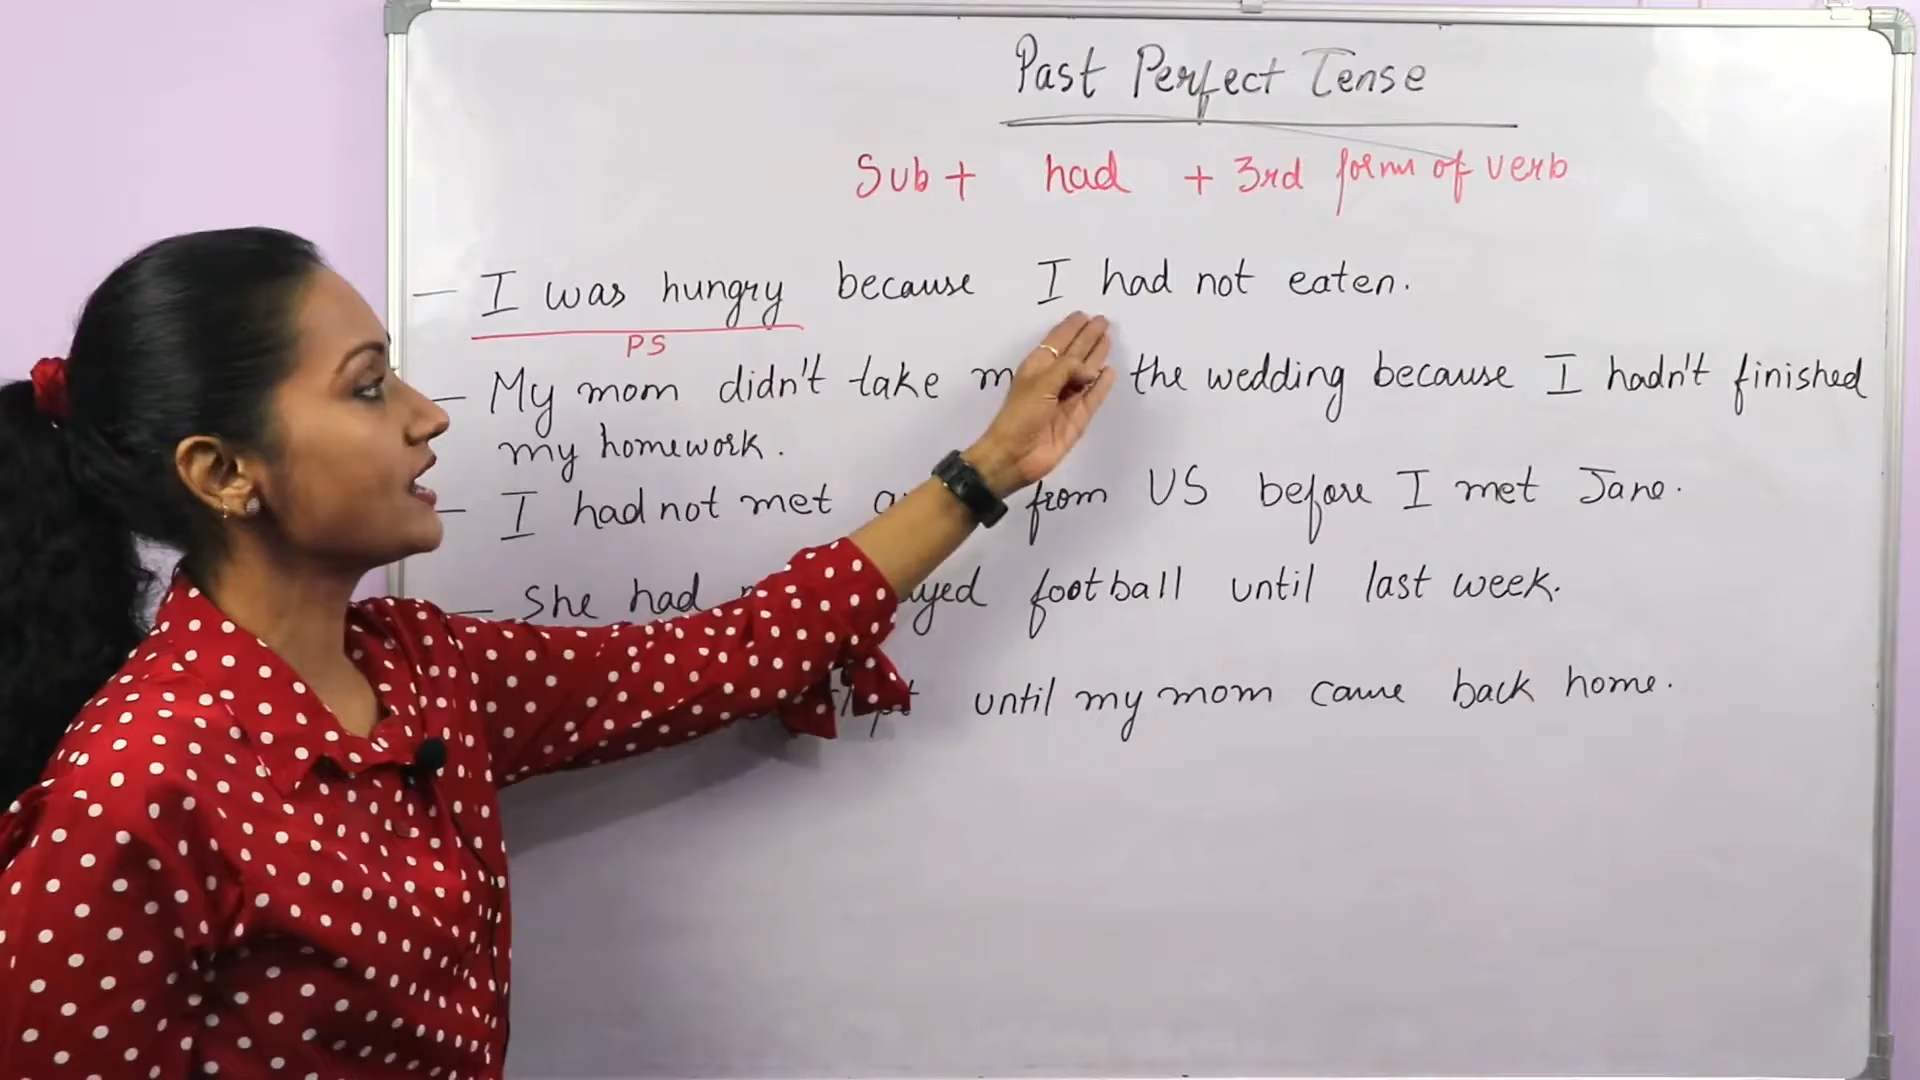 Past Perfect Tense
Sub + had + 3rd form of verb
— I was hungry because I had not eaten.
PS
— My mom didn't take the wedding because I hadn't finished
my homework.
— I had not met from US before I met Jane.
— She had football until last week.
until my mom came back home.